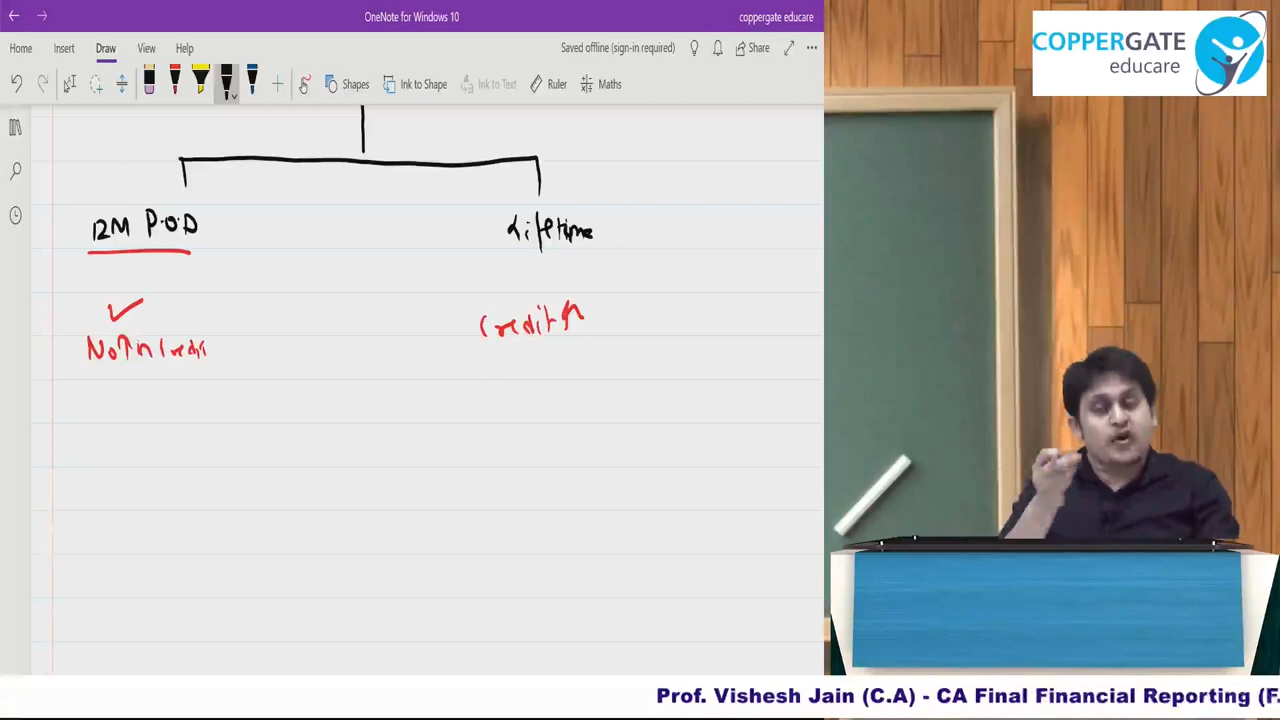 OneNote for Windows 10
coppergate educare
Home Insert Draw View Help
Saved offline (sign-in required) Share
Shapes Ink to Shape Ink to Text Ruler Maths
COPPERGATE
educare
12M P.O.D
Lifetime
Not in Credit
Credit
Prof. Vishesh Jain (C.A) - CA Final Financial Reporting (F.